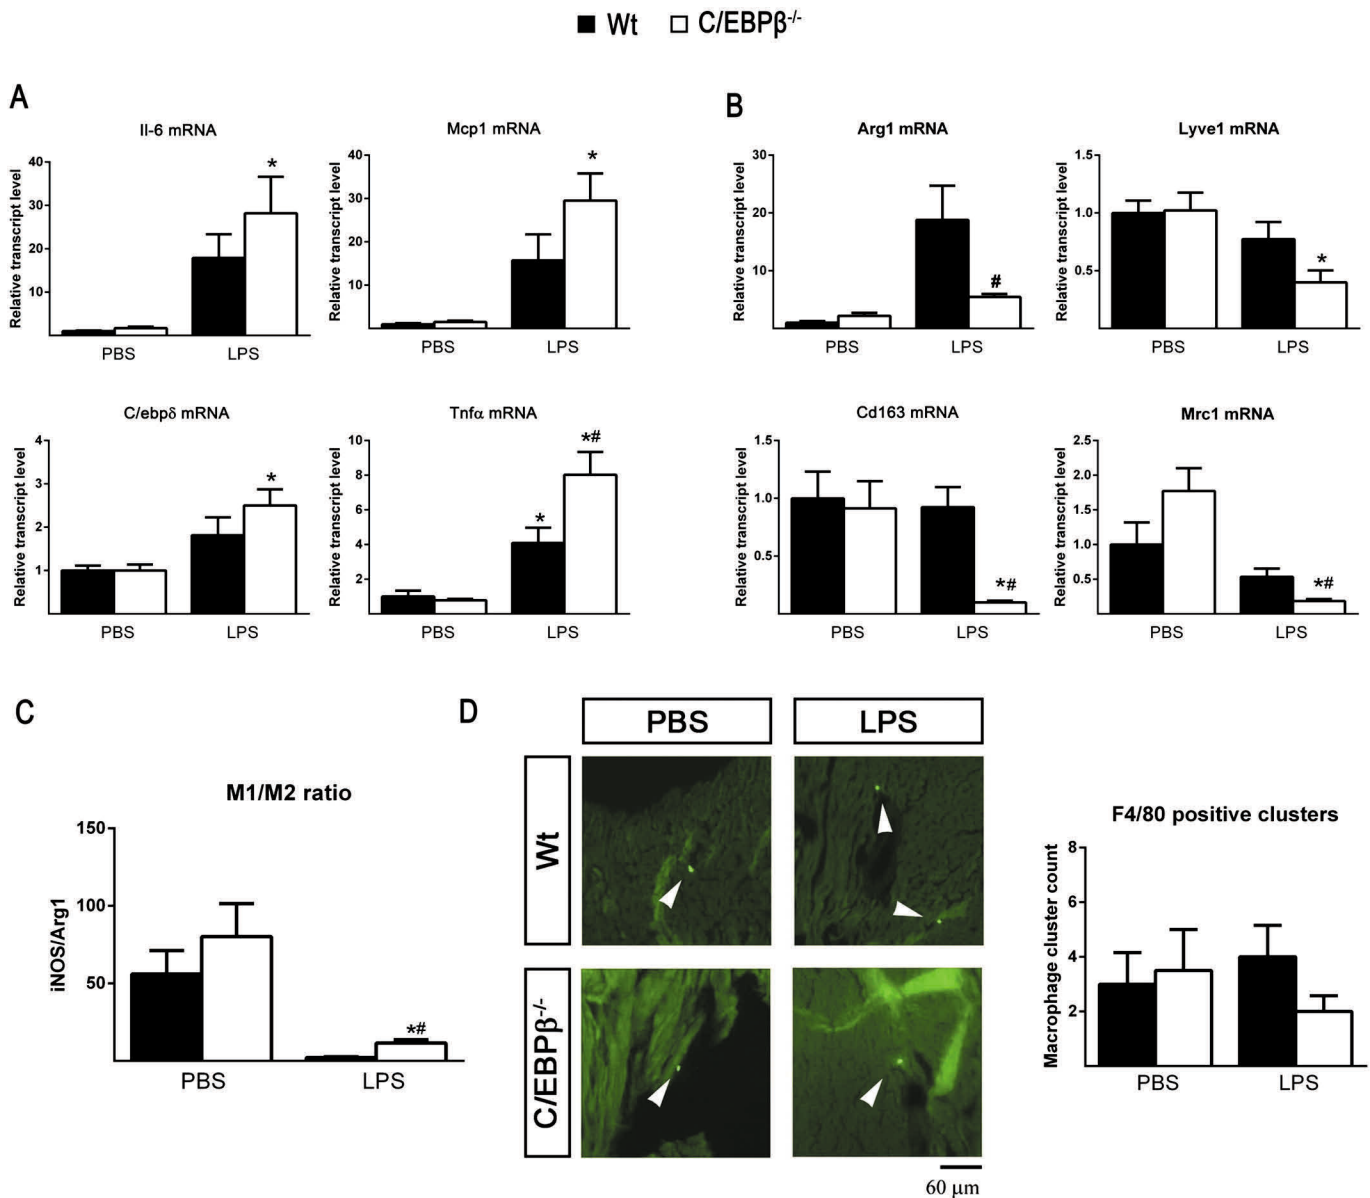 Wt C/EBPβ-/-
A
Il-6 mRNA
Relative transcript level
40
30
20
10
PBS LPS
*
Mcp1 mRNA
Relative transcript level
40
30
20
10
PBS LPS
*
C/ebpδ mRNA
Relative transcript level
4
3
2
1
PBS LPS
*
Tnfα mRNA
Relative transcript level
10
8
6
4
2
PBS LPS
*
*#
B
Arg1 mRNA
Relative transcript level
30
20
10
PBS LPS
#
Lyve1 mRNA
Relative transcript level
1.5
1.0
0.5
PBS LPS
*
Cd163 mRNA
Relative transcript level
1.5
1.0
0.5
PBS LPS
*#
Mrc1 mRNA
Relative transcript level
2.5
2.0
1.5
1.0
0.5
PBS LPS
*#
C
M1/M2 ratio
iNOS/Arg1
150
100
50
PBS LPS
*#
D
PBS LPS
Wt
C/EBPβ-/-
60 μm
F4/80 positive clusters
Macrophage cluster count
8
6
4
2
PBS LPS